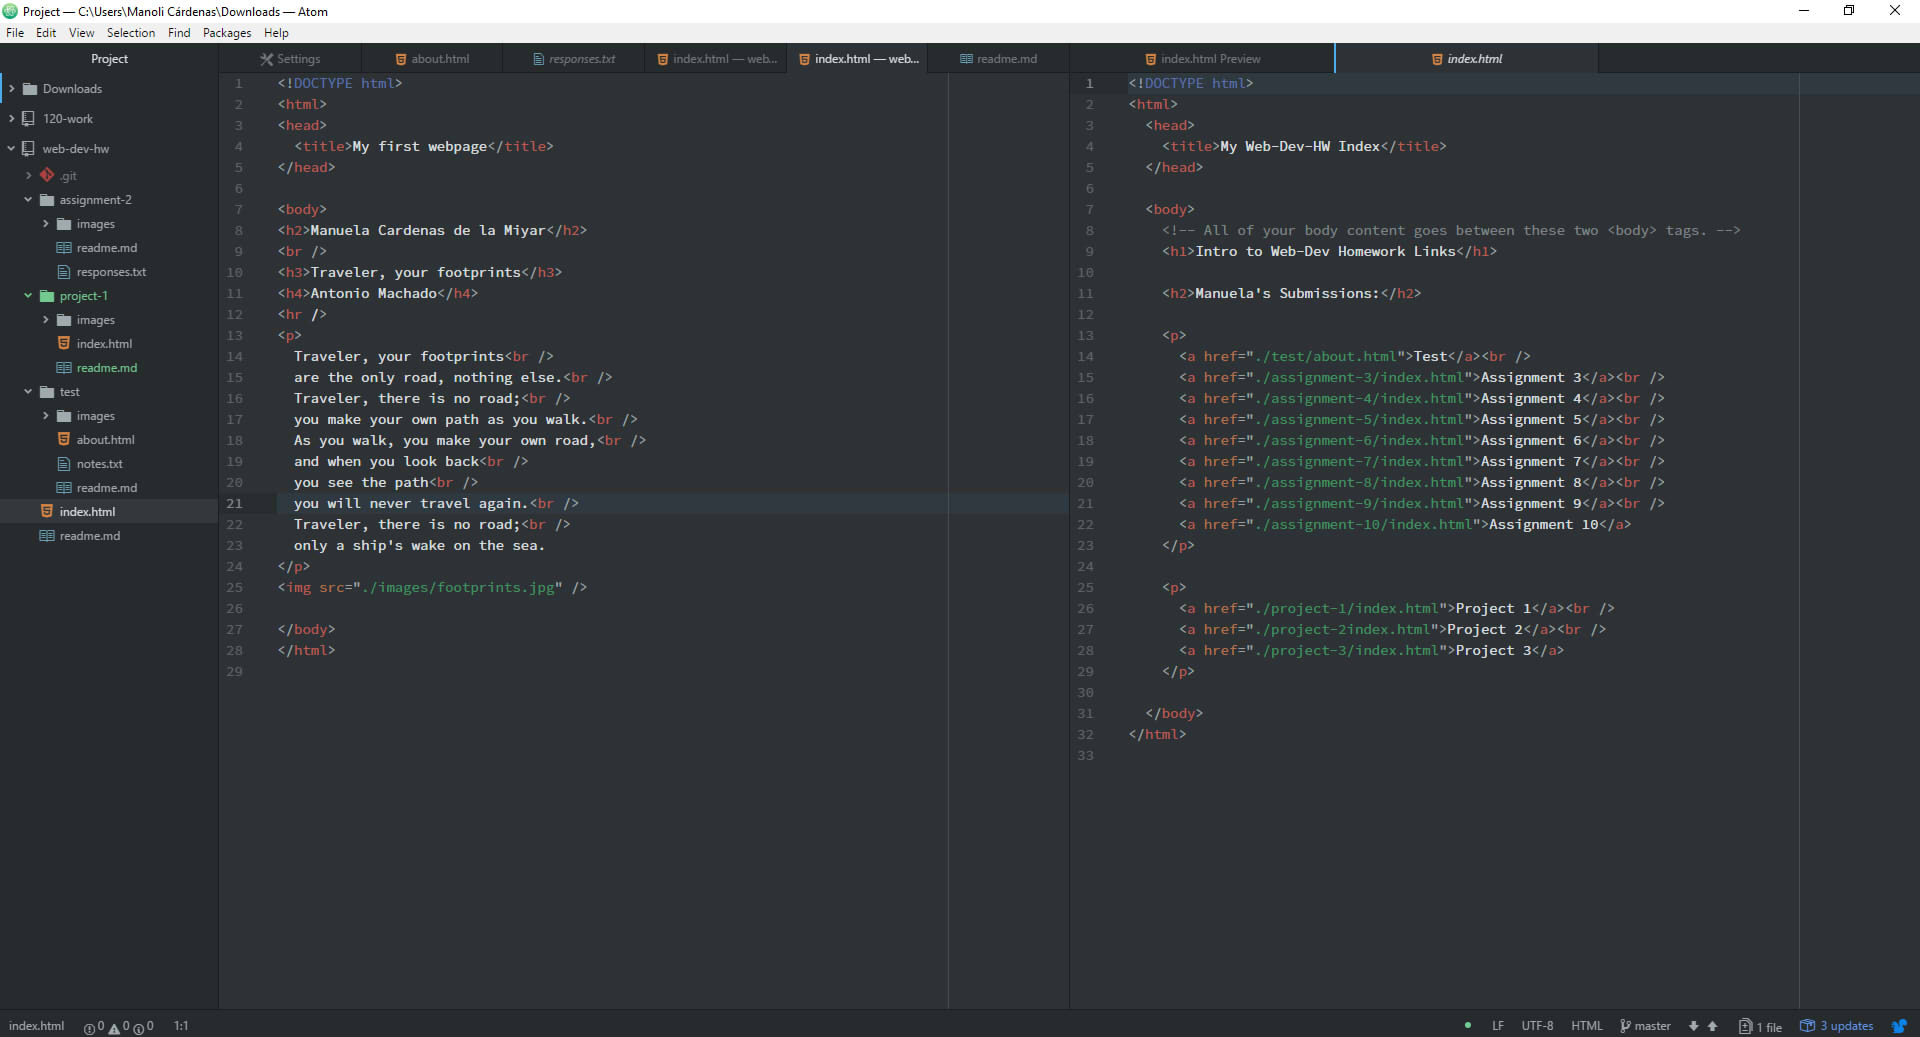 Project — C:\Users\Manoli Cárdenas\Downloads — Atom
File Edit View Selection Find Packages Help
Project
Downloads
120-work
web-dev-hw
.git
assignment-2
images
readme.md
responses.txt
project-1
images
index.html
readme.md
test
images
about.html
notes.txt
readme.md
index.html
readme.md
Settings about.html responses.txt index.html — web... index.html — web... readme.md
1 <!DOCTYPE html>
2 <html>
3 <head>
4 <title>My first webpage</title>
5 </head>
6
7 <body>
8 <h2>Manuela Cardenas de la Miyar</h2>
9 <br />
10 <h3>Traveler, your footprints</h3>
11 <h4>Antonio Machado</h4>
12 <hr />
13 <p>
14 Traveler, your footprints<br />
15 are the only road, nothing else.<br />
16 Traveler, there is no road;<br />
17 you make your own path as you walk.<br />
18 As you walk, you make your own road,<br />
19 and when you look back<br />
20 you see the path<br />
21 you will never travel again.<br />
22 Traveler, there is no road;<br />
23 only a ship's wake on the sea.
24 </p>
25 <img src="./images/footprints.jpg" />
26
27 </body>
28 </html>
29
index.html Preview index.html
1 <!DOCTYPE html>
2 <html>
3 <head>
4 <title>My Web-Dev-HW Index</title>
5 </head>
6
7 <body>
8 <!-- All of your body content goes between these two <body> tags. -->
9 <h1>Intro to Web-Dev Homework Links</h1>
10
11 <h2>Manuela's Submissions:</h2>
12
13 <p>
14 <a href="./test/about.html">Test</a><br />
15 <a href="./assignment-3/index.html">Assignment 3</a><br />
16 <a href="./assignment-4/index.html">Assignment 4</a><br />
17 <a href="./assignment-5/index.html">Assignment 5</a><br />
18 <a href="./assignment-6/index.html">Assignment 6</a><br />
19 <a href="./assignment-7/index.html">Assignment 7</a><br />
20 <a href="./assignment-8/index.html">Assignment 8</a><br />
21 <a href="./assignment-9/index.html">Assignment 9</a><br />
22 <a href="./assignment-10/index.html">Assignment 10</a>
23 </p>
24
25 <p>
26 <a href="./project-1/index.html">Project 1</a><br />
27 <a href="./project-2index.html">Project 2</a><br />
28 <a href="./project-3/index.html">Project 3</a>
29 </p>
30
31 </body>
32 </html>
33
index.html 0 0 0 1:1 LF UTF-8 HTML master 1 file 3 updates